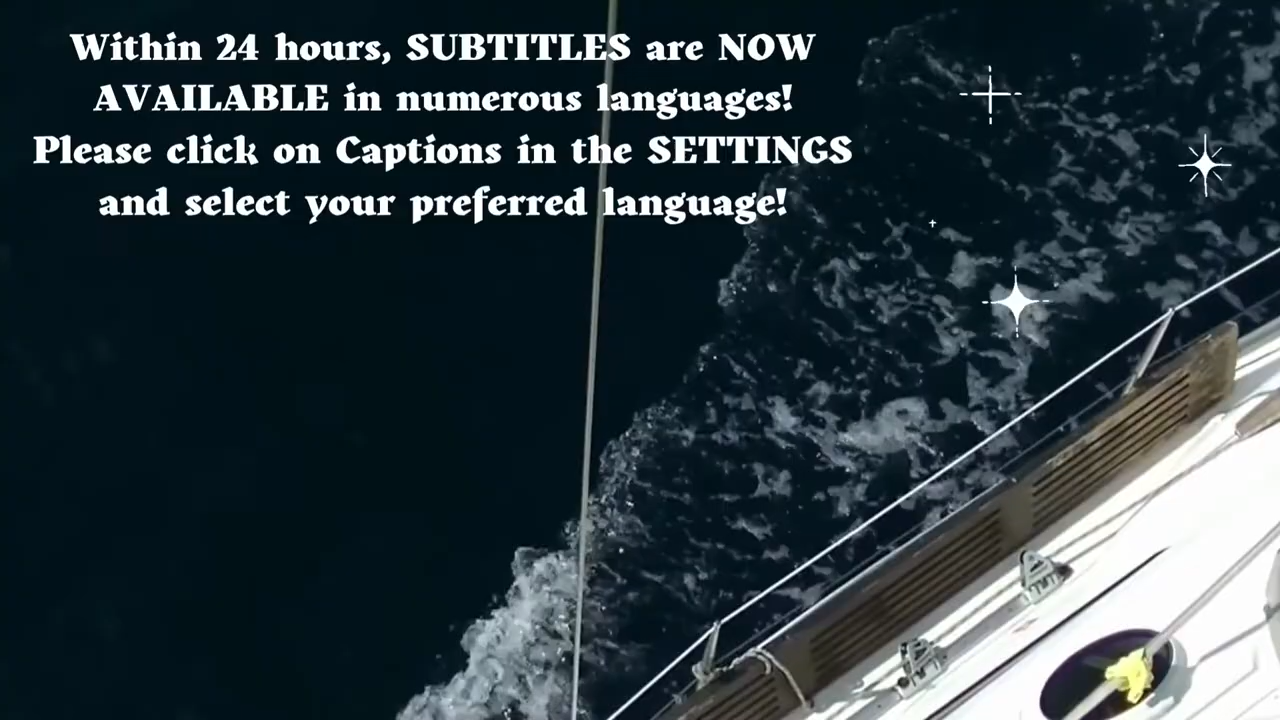 Within 24 hours, SUBTITLES are NOW
AVAILABLE in numerous languages!
Please click on Captions in the SETTINGS
and select your preferred language!